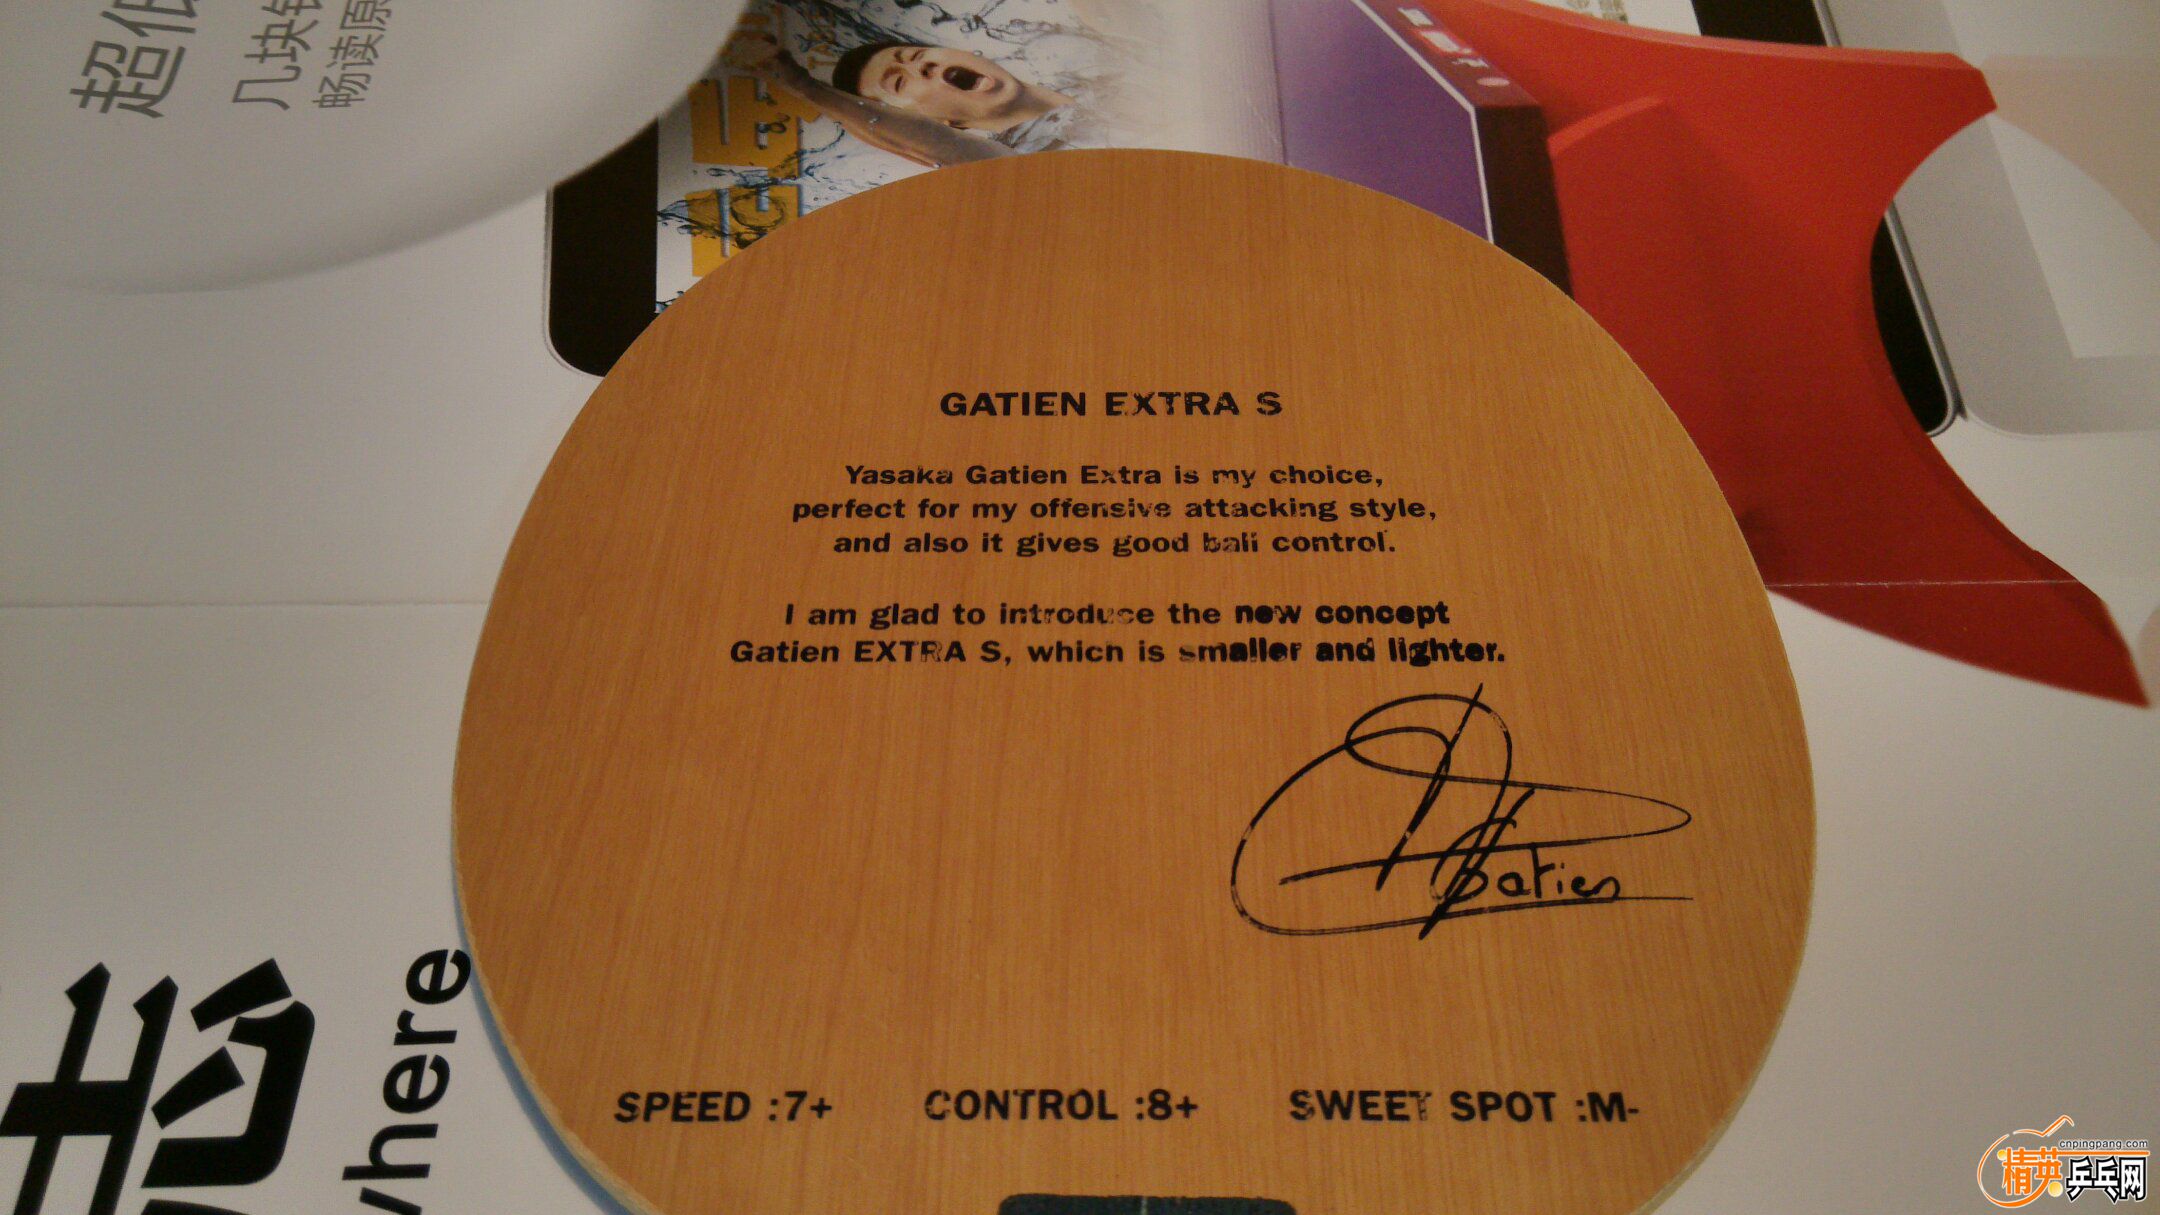 超低
几块钱
畅读原
GATIEN EXTRA S
Yasaka Gatien Extra is my choice,
perfect for my offensive attacking style,
and also it gives good ball control.
I am glad to introduce the new concept
Gatien EXTRA S, which is smaller and lighter.
Gatien
SPEED :7+ CONTROL :8+ SWEET SPOT :M-
where
cnpingpang.com
精英乒乓网